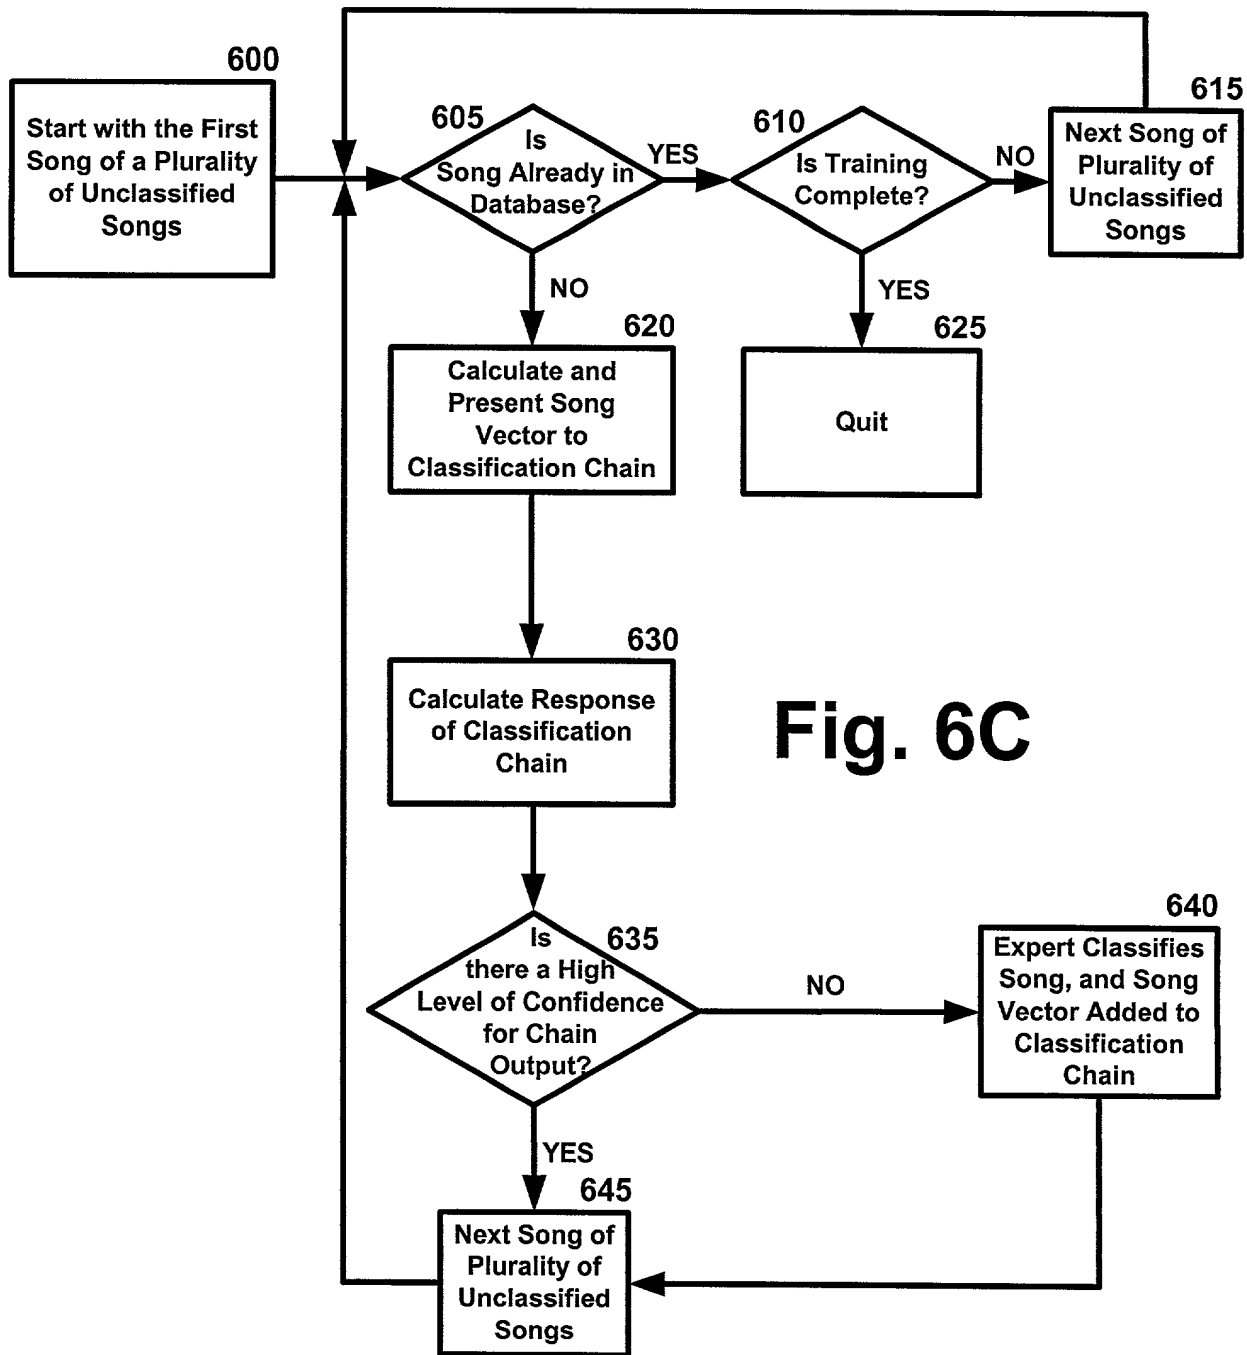 600
Start with the First
Song of a Plurality
of Unclassified
Songs
605
Is
Song Already in
Database?
YES
610
Is Training
Complete?
NO
615
Next Song of
Plurality of
Unclassified
Songs
NO
YES
620
Calculate and
Present Song
Vector to
Classification Chain
625
Quit
630
Calculate Response
of Classification
Chain
Fig. 6C
635
Is
there a High
Level of Confidence
for Chain
Output?
NO
640
Expert Classifies
Song, and Song
Vector Added to
Classification
Chain
YES
645
Next Song of
Plurality of
Unclassified
Songs